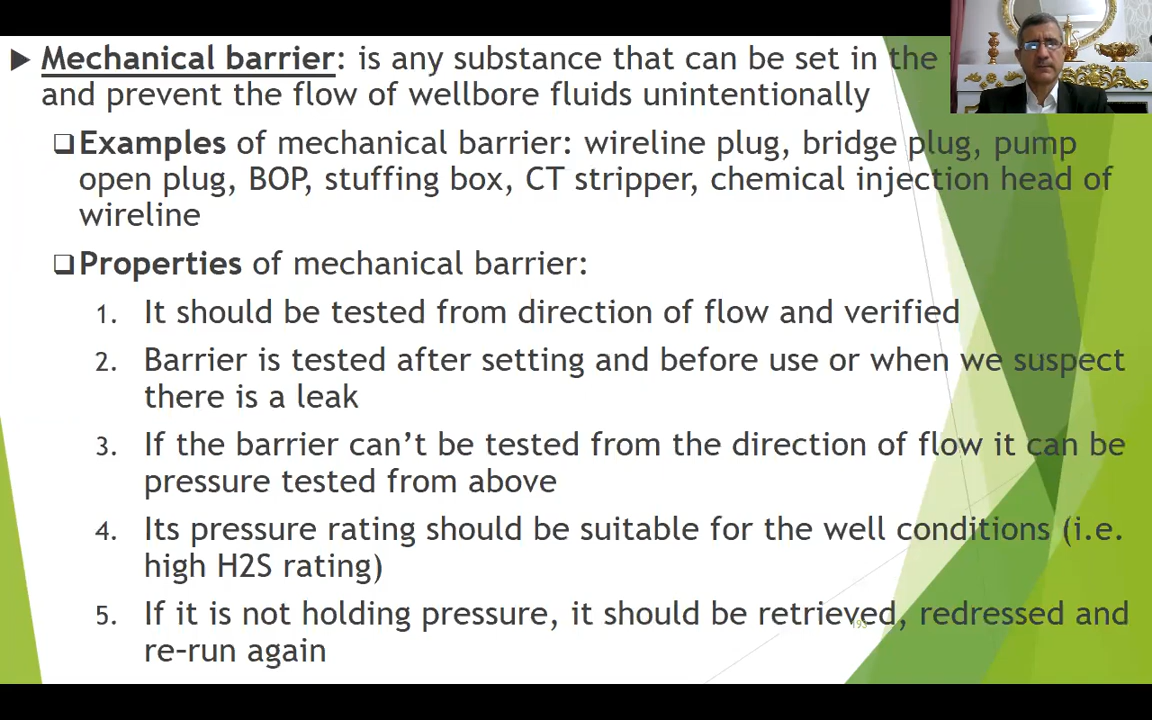 Mechanical barrier: is any substance that can be set in the
and prevent the flow of wellbore fluids unintentionally
Examples of mechanical barrier: wireline plug, bridge plug, pump
open plug, BOP, stuffing box, CT stripper, chemical injection head of
wireline
Properties of mechanical barrier:
1. It should be tested from direction of flow and verified
2. Barrier is tested after setting and before use or when we suspect
there is a leak
3. If the barrier can't be tested from the direction of flow it can be
pressure tested from above
4. Its pressure rating should be suitable for the well conditions (i.e.
high H2S rating)
5. If it is not holding pressure, it should be retrieved, redressed and
re-run again